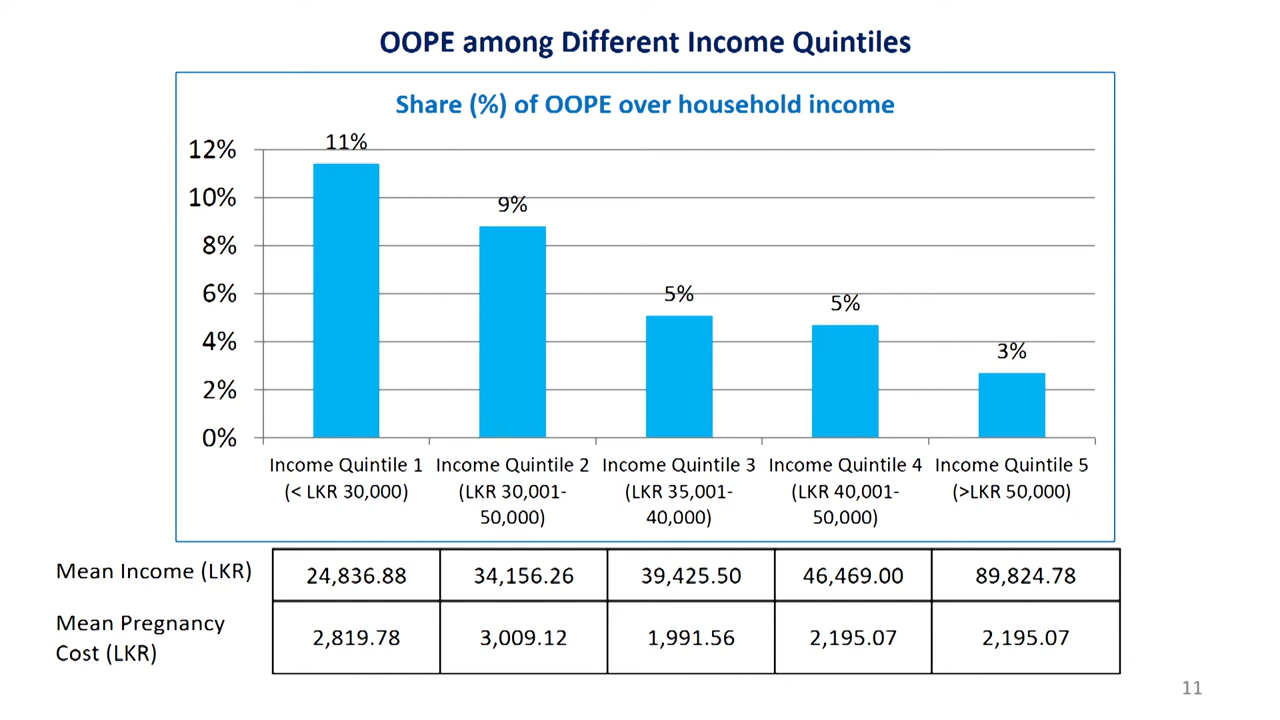 OOPE among Different Income Quintiles
Share (%) of OOPE over household income
12%
10%
8%
6%
4%
2%
0%
11%
9%
5%
5%
3%
Income Quintile 1
(< LKR 30,000)
Income Quintile 2
(LKR 30,001-
50,000)
Income Quintile 3
(LKR 35,001-
40,000)
Income Quintile 4
(LKR 40,001-
50,000)
Income Quintile 5
(>LKR 50,000)
Mean Income (LKR) 24,836.88 34,156.26 39,425.50 46,469.00 89,824.78
Mean Pregnancy
Cost (LKR) 2,819.78 3,009.12 1,991.56 2,195.07 2,195.07
11